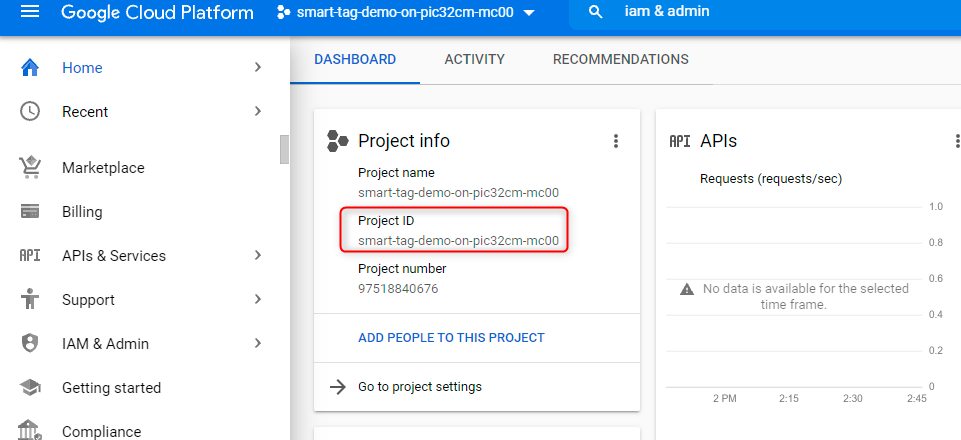 Google Cloud Platform
smart-tag-demo-on-pic32cm-mc00
iam & admin
Home
Recent
Marketplace
Billing
API
APIs & Services
Support
IAM & Admin
Getting started
Compliance
DASHBOARD
ACTIVITY
RECOMMENDATIONS
Project info
Project name
smart-tag-demo-on-pic32cm-mc00
Project ID
smart-tag-demo-on-pic32cm-mc00
Project number
97518840676
ADD PEOPLE TO THIS PROJECT
Go to project settings
API
APIs
Requests (requests/sec)
1.0
0.8
0.6
0.4
0.2
0
No data is available for the selected
time frame.
2 PM
2:15
2:30
2:45